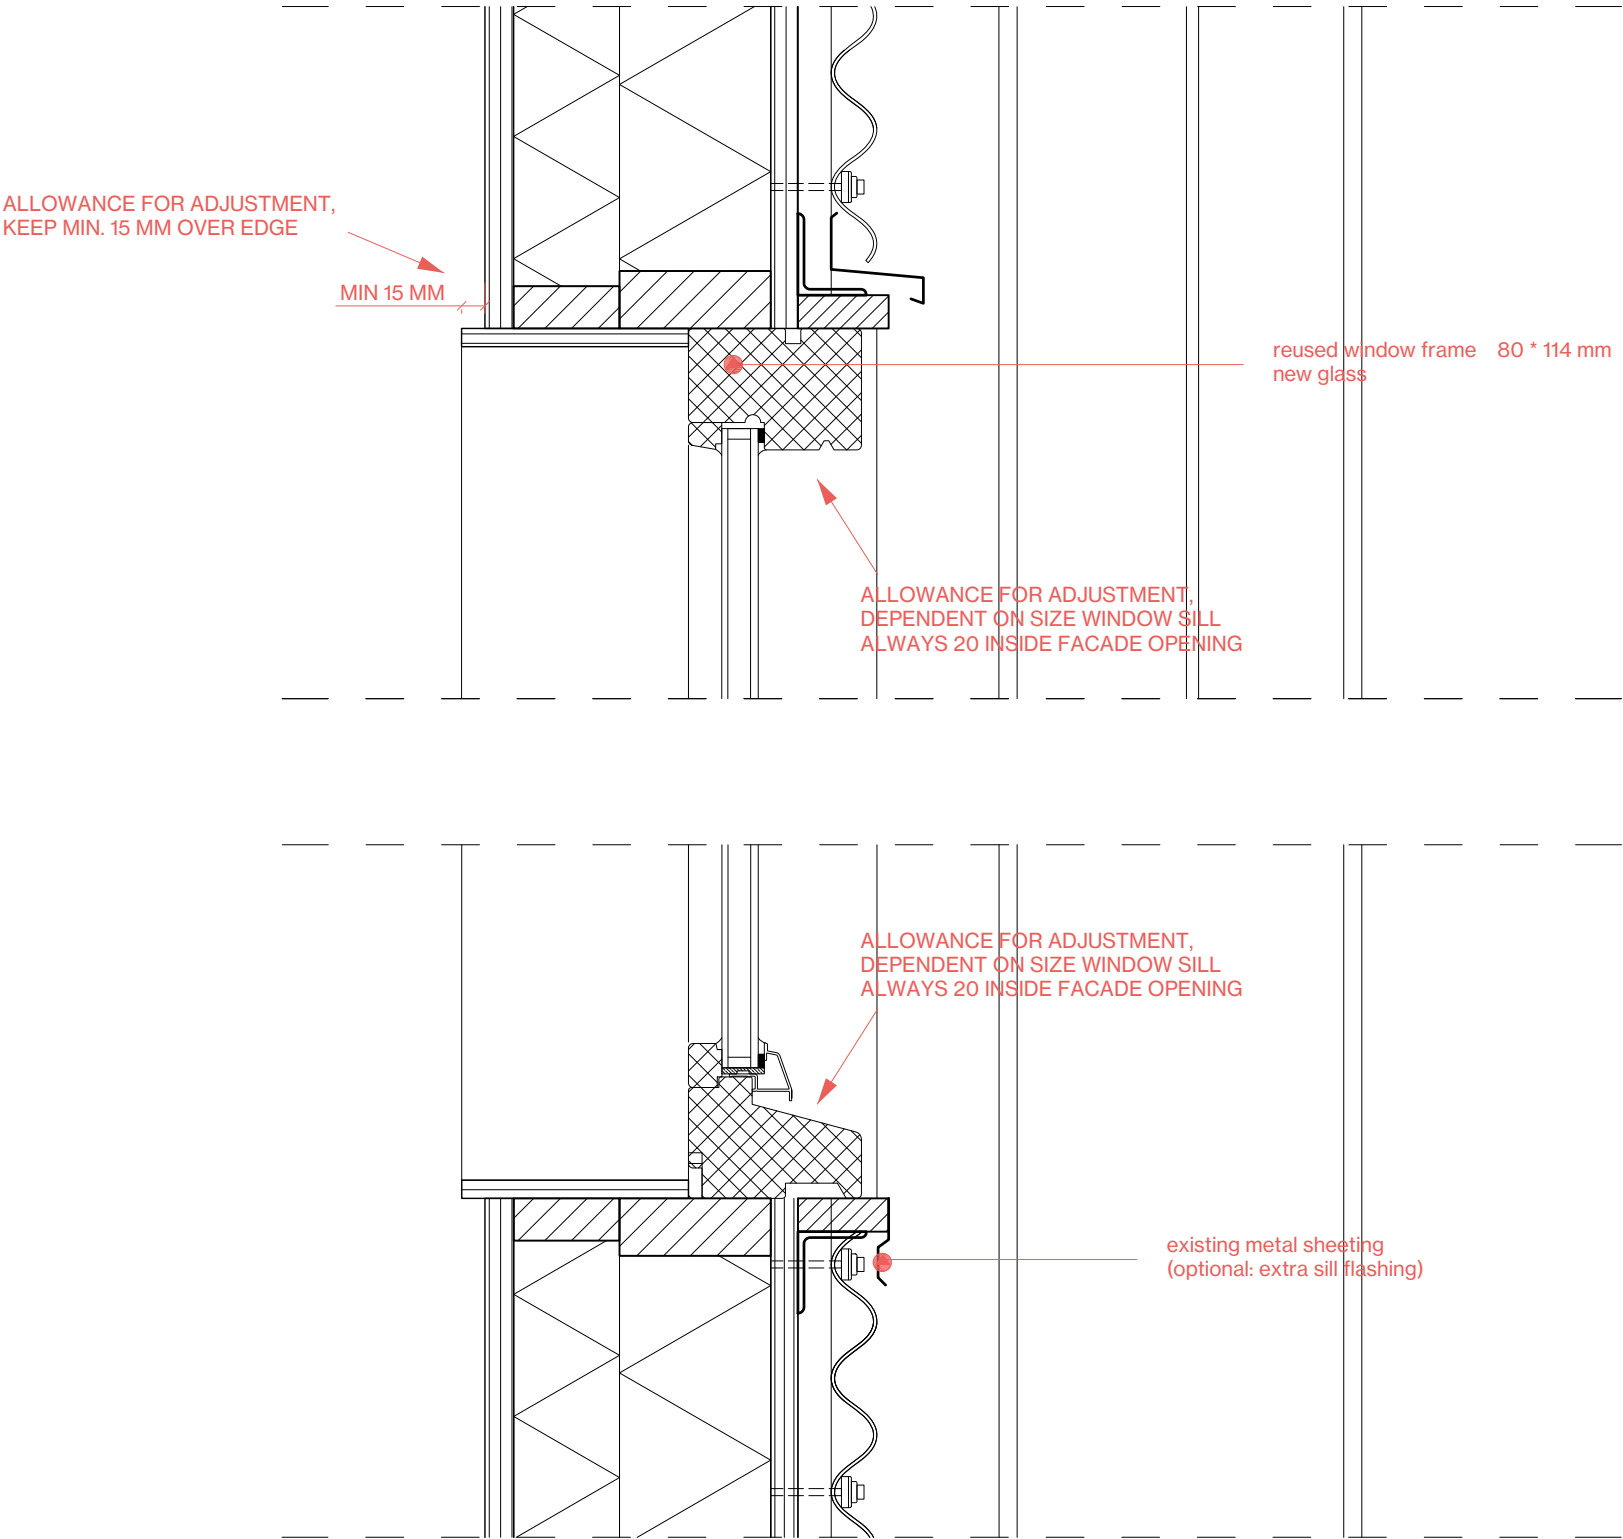 ALLOWANCE FOR ADJUSTMENT,
KEEP MIN. 15 MM OVER EDGE
MIN 15 MM
reused window frame 80 * 114 mm
new glass
ALLOWANCE FOR ADJUSTMENT,
DEPENDENT ON SIZE WINDOW SILL
ALWAYS 20 INSIDE FACADE OPENING
ALLOWANCE FOR ADJUSTMENT,
DEPENDENT ON SIZE WINDOW SILL
ALWAYS 20 INSIDE FACADE OPENING
existing metal sheeting
(optional: extra sill flashing)